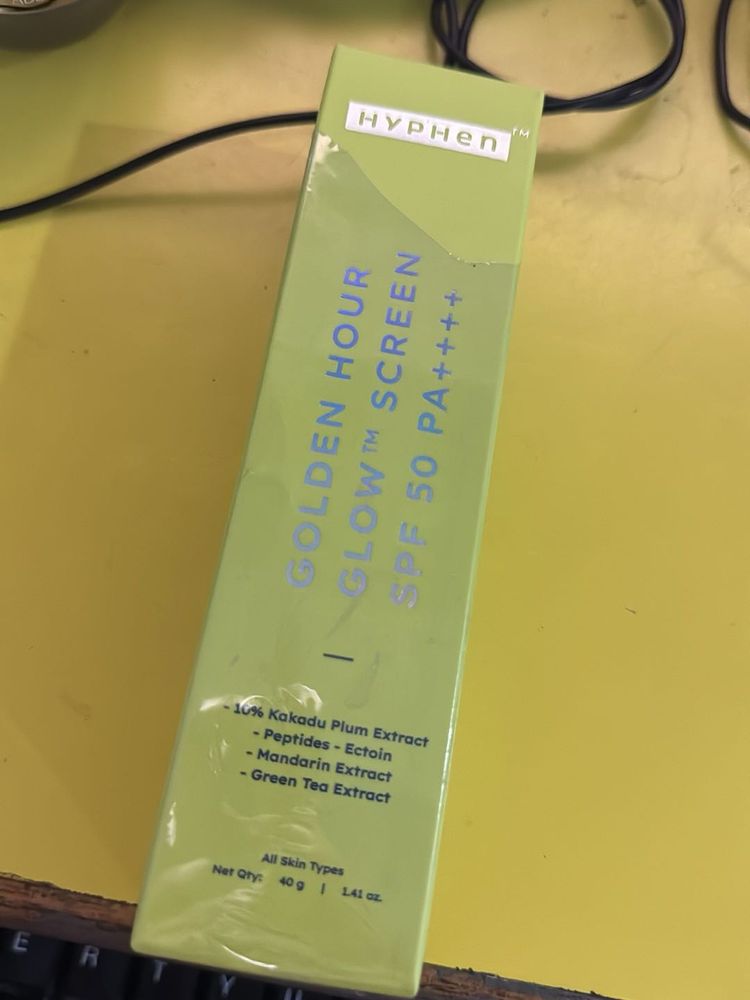 HYPHEN™
GOLDEN HOUR
GLOW™ SCREEN
SPF 50 PA++++
- 10% Kakadu Plum Extract
- Peptides - Ectoin
- Mandarin Extract
- Green Tea Extract
All Skin Types
Net Qty: 40 g | 1.41 oz.
E R T Y U